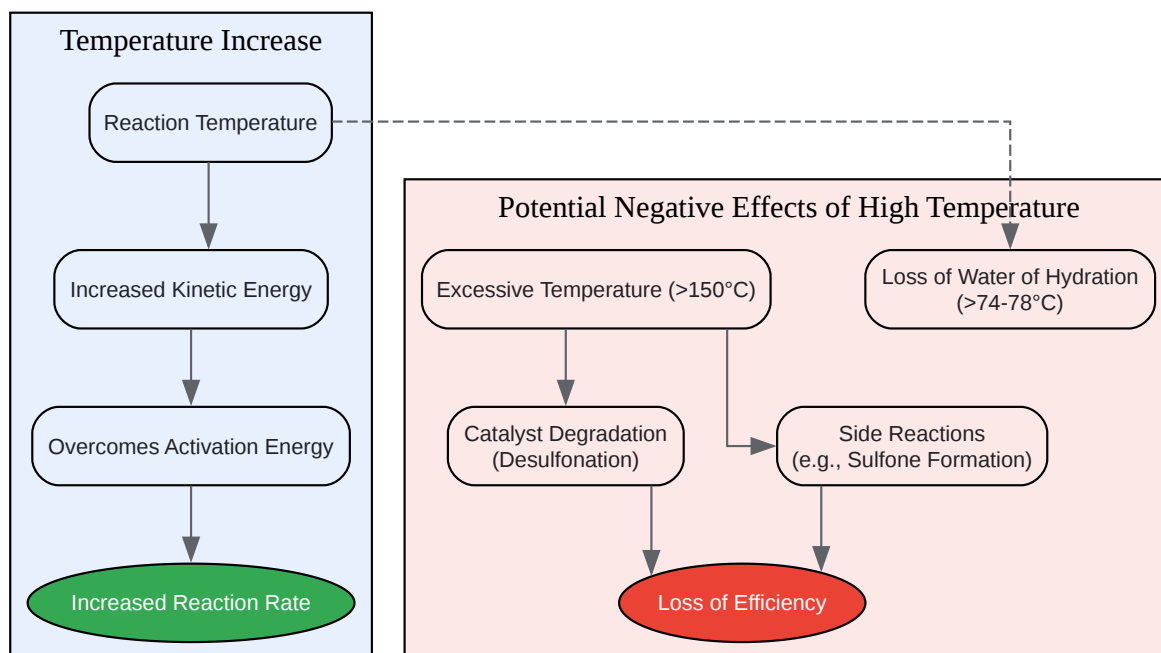 Temperature Increase
Reaction Temperature
Increased Kinetic Energy
Overcomes Activation Energy
Increased Reaction Rate
Potential Negative Effects of High Temperature
Excessive Temperature (>150°C)
Loss of Water of Hydration
(>74-78°C)
Catalyst Degradation
(Desulfonation)
Side Reactions
(e.g., Sulfone Formation)
Loss of Efficiency